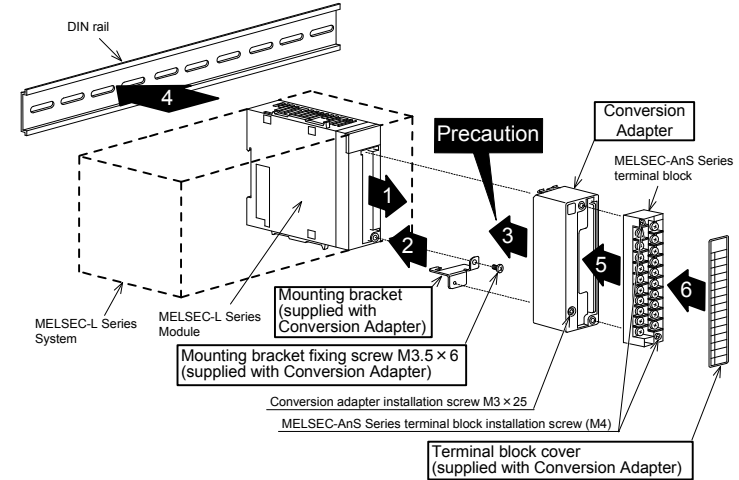 DIN rail
4
Conversion
Adapter
Precaution
MELSEC-AnS Series
terminal block
1
2
3
5
6
Mounting bracket
(supplied with
Conversion Adapter)
MELSEC-L Series
System
MELSEC-L Series
Module
Mounting bracket fixing screw M3.5×6
(supplied with Conversion Adapter)
Conversion adapter installation screw M3×25
MELSEC-AnS Series terminal block installation screw (M4)
Terminal block cover
(supplied with Conversion Adapter)